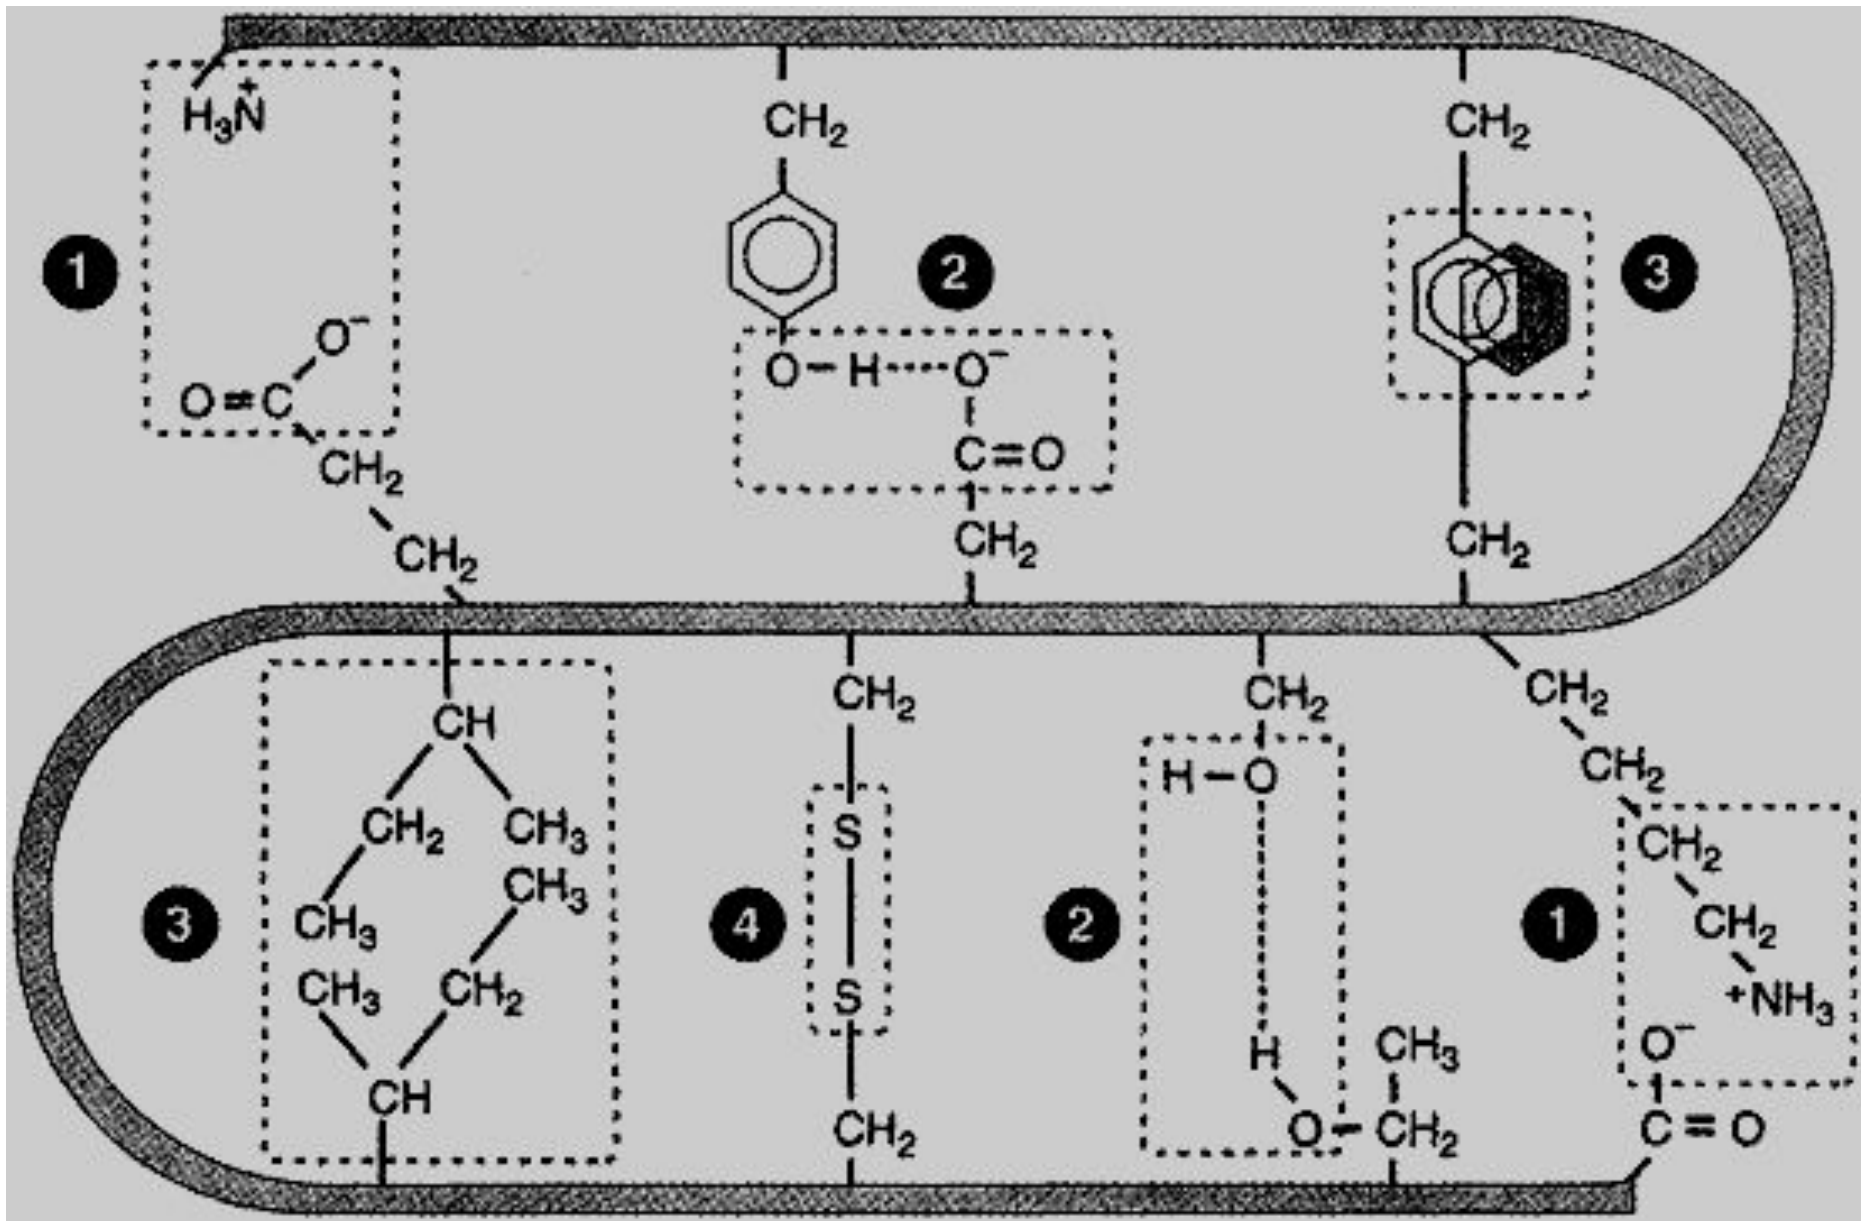 H₃N⁺
CH₂
CH₂
1
2
3
O⁻
O=C
O–H·····O⁻
C=O
CH₂
CH₂
CH₂
CH₂
CH₂
CH₂
CH₂
CH
H–O
CH₂
CH₂
CH₃
S
CH₂
CH₃
3
4
2
1
CH₃
CH₂
CH₃
CH₂
S
⁺NH₃
H
CH₃
O⁻
CH
CH₂
O–CH₂
C=O